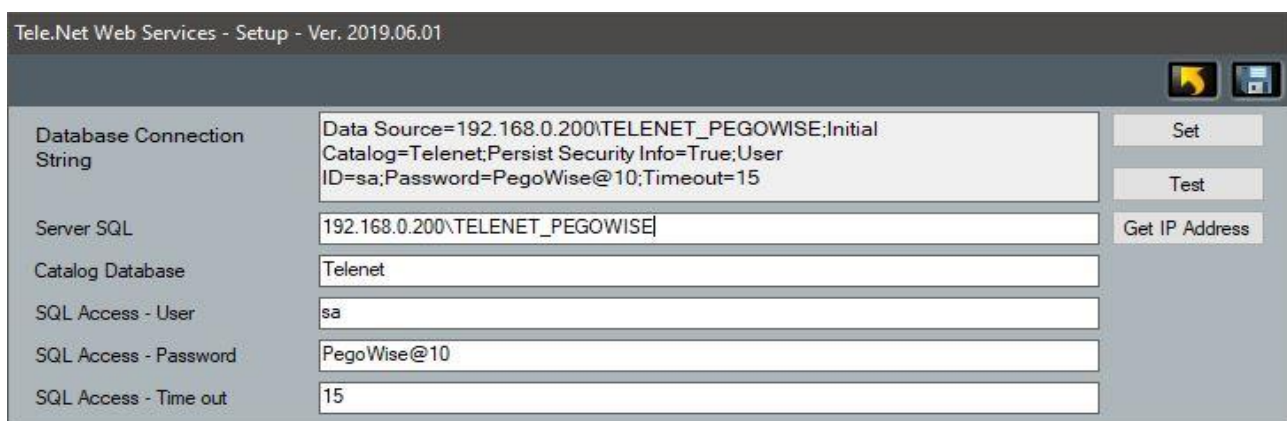 Tele.Net Web Services - Setup - Ver. 2019.06.01
Database Connection
String
Data Source=192.168.0.200\TELENET_PEGOWISE;Initial
Catalog=Telenet;Persist Security Info=True;User
ID=sa;Password=PegoWise@10;Timeout=15
Set
Test
Server SQL
192.168.0.200\TELENET_PEGOWISE
Get IP Address
Catalog Database
Telenet
SQL Access - User
sa
SQL Access - Password
PegoWise@10
SQL Access - Time out
15